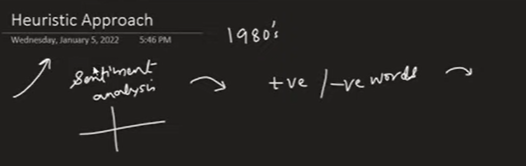 Heuristic Approach
Wednesday, January 5, 2022 5:46 PM
1980's
Sentiment
analysis
+ve / -ve words